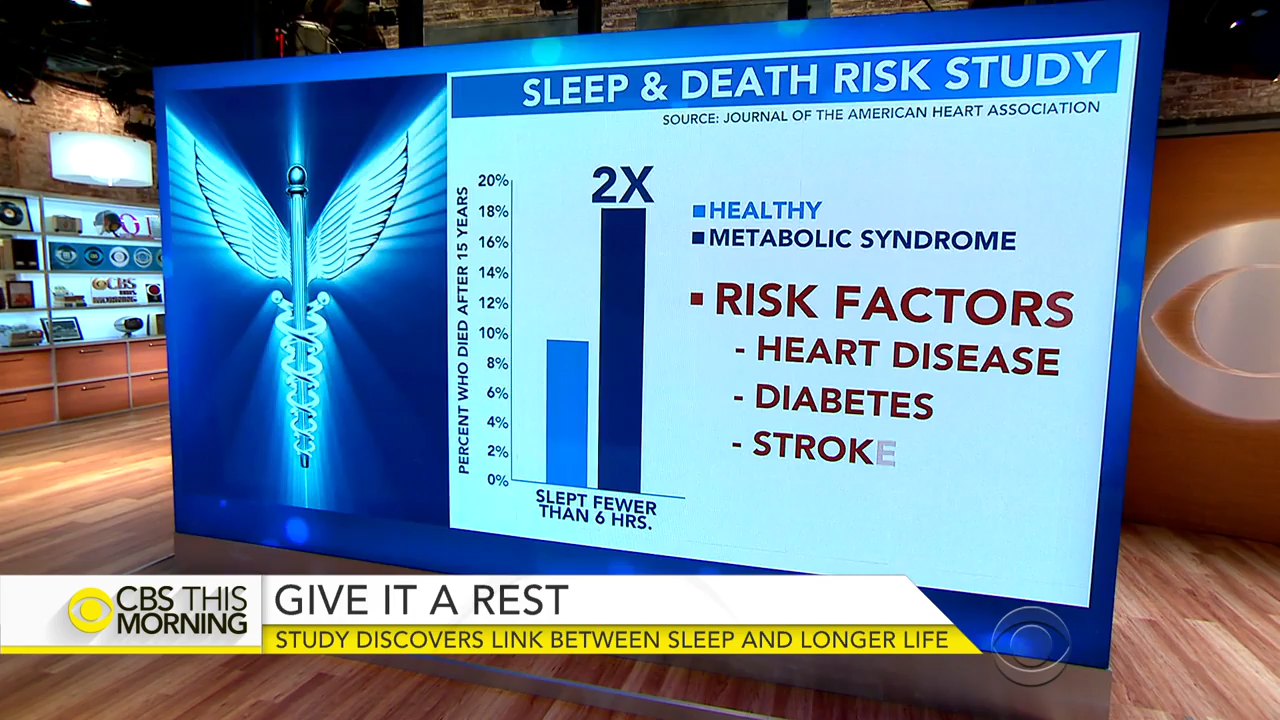 SLEEP & DEATH RISK STUDY
SOURCE: JOURNAL OF THE AMERICAN HEART ASSOCIATION
PERCENT WHO DIED AFTER 15 YEARS
20%
18%
16%
14%
12%
10%
8%
6%
4%
2%
0%
2X
SLEPT FEWER
THAN 6 HRS.
HEALTHY
METABOLIC SYNDROME
RISK FACTORS
- HEART DISEASE
- DIABETES
- STROKE
CBS
THIS
MORNING
CBS THIS
MORNING
GIVE IT A REST
STUDY DISCOVERS LINK BETWEEN SLEEP AND LONGER LIFE